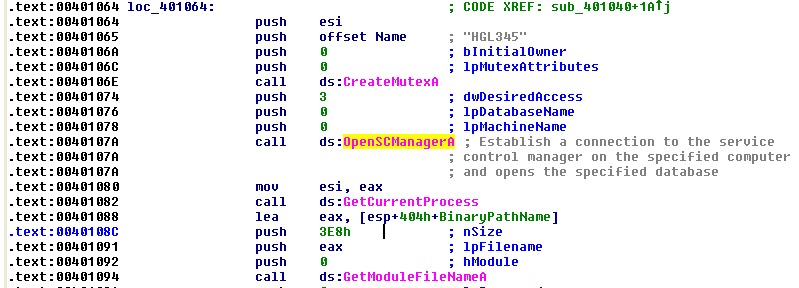 .text:00401064 loc_401064: ; CODE XREF: sub_401040+1A↑j
.text:00401064 push esi
.text:00401065 push offset Name ; "HGL345"
.text:0040106A push 0 ; bInitialOwner
.text:0040106C push 0 ; lpMutexAttributes
.text:0040106E call ds:CreateMutexA
.text:00401074 push 3 ; dwDesiredAccess
.text:00401076 push 0 ; lpDatabaseName
.text:00401078 push 0 ; lpMachineName
.text:0040107A call ds:OpenSCManagerA ; Establish a connection to the service
.text:0040107A ; control manager on the specified computer
.text:0040107A ; and opens the specified database
.text:00401080 mov esi, eax
.text:00401082 call ds:GetCurrentProcess
.text:00401088 lea eax, [esp+404h+BinaryPathName]
.text:0040108C push 3E8h ; nSize
.text:00401091 push eax ; lpFilename
.text:00401092 push 0 ; hModule
.text:00401094 call ds:GetModuleFileNameA